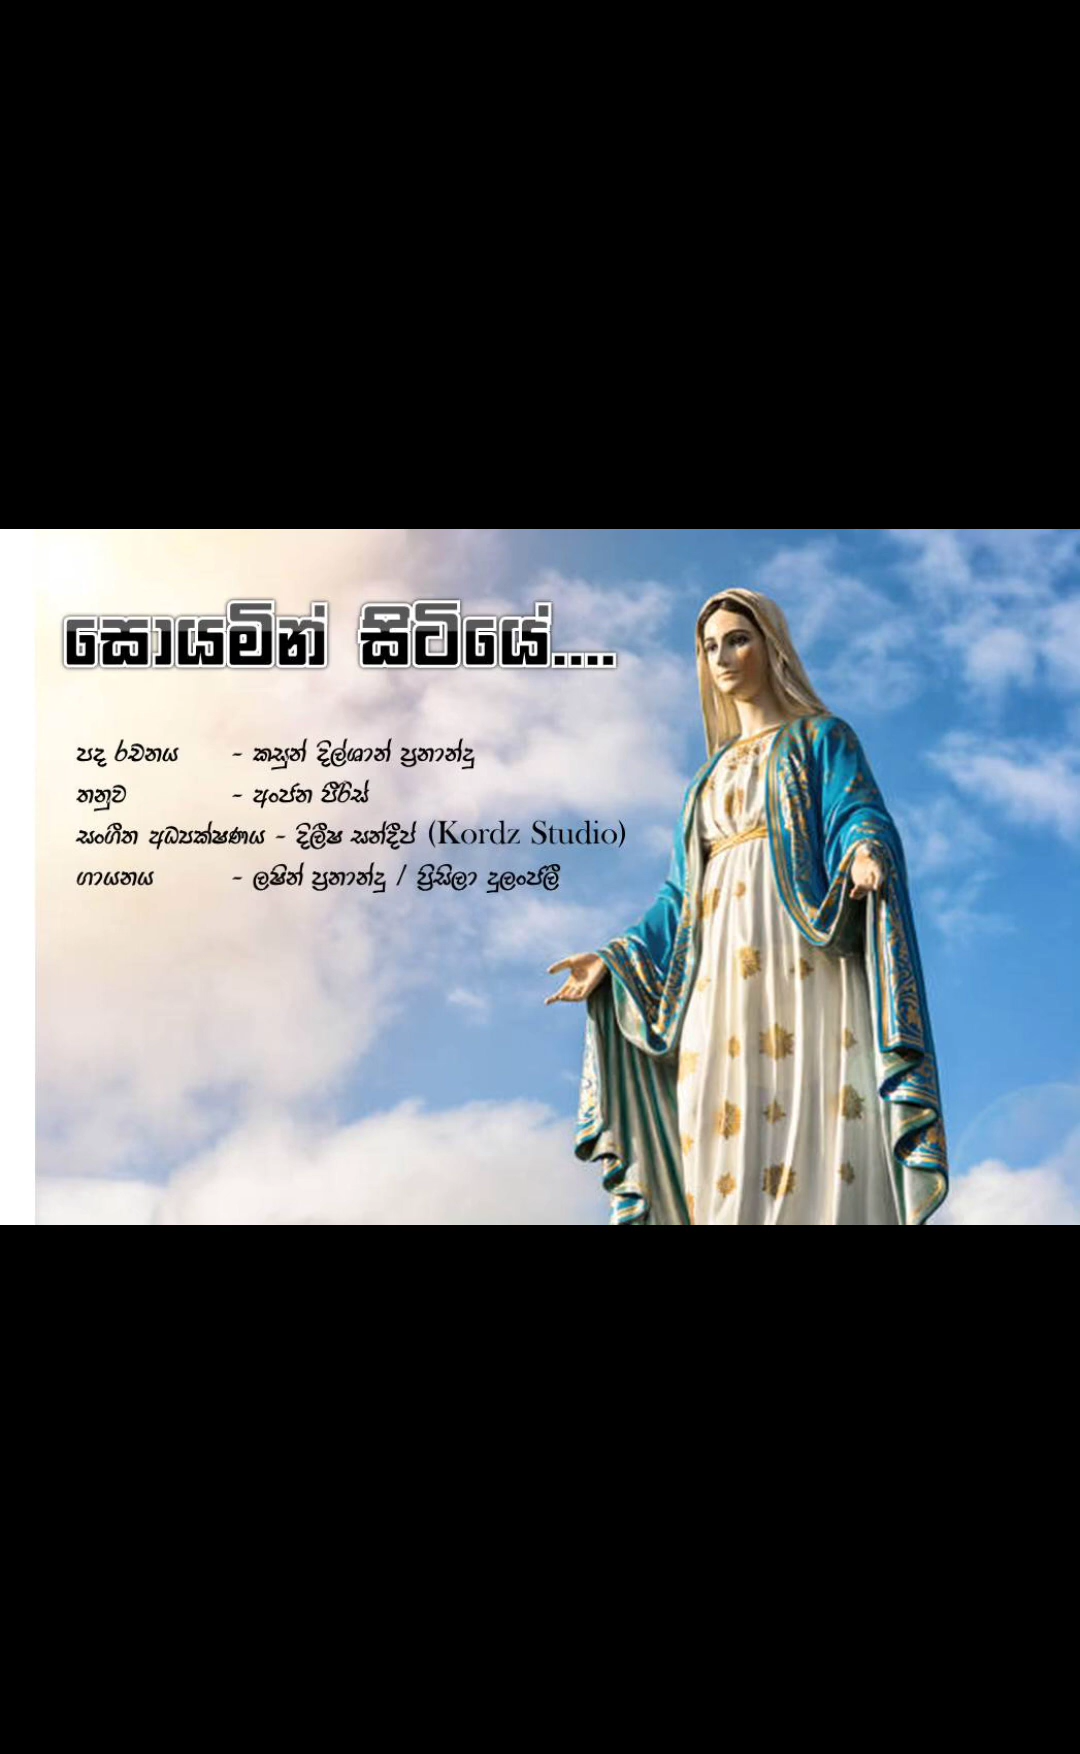 සොයමින් සිටියේ....
පද රචනය - කසුන් දිල්ශාන් ප්‍රනාන්දු
තනුව - අංජන පීරිස්
සංගීත අධ්‍යක්ෂණය - දිලීෂ සන්දීප් (Kordz Studio)
ගායනය - ලෂින් ප්‍රනාන්දු / ප්‍රිසිලා දුලංජලී